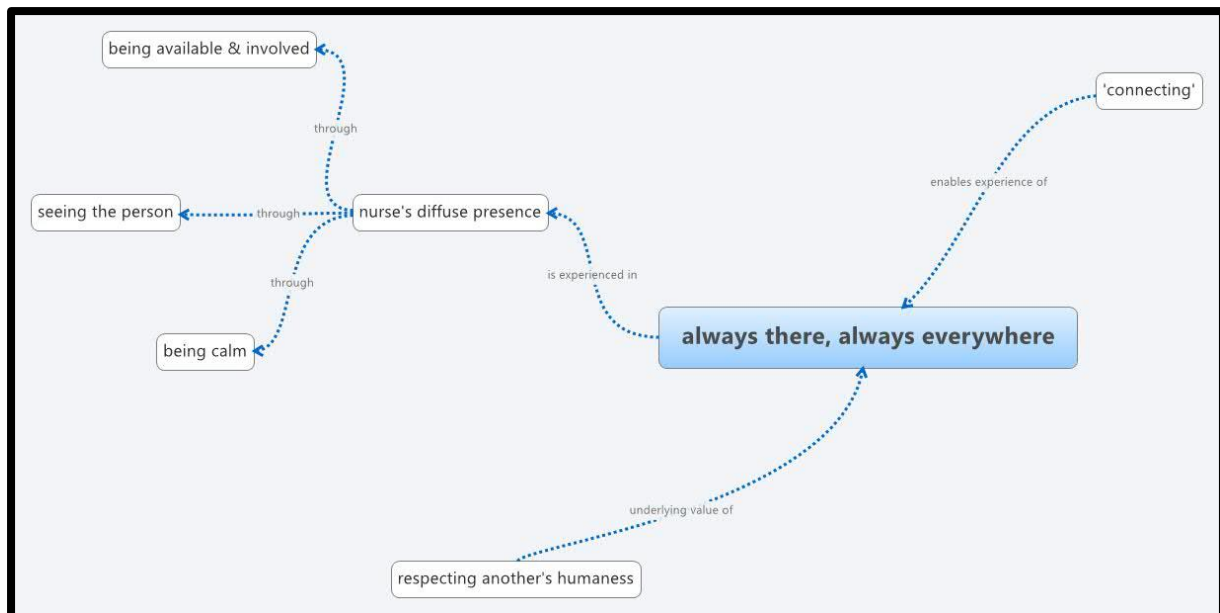 being available & involved
'connecting'
through
enables experience of
seeing the person
through
nurse's diffuse presence
is experienced in
through
always there, always everywhere
being calm
underlying value of
respecting another's humaness